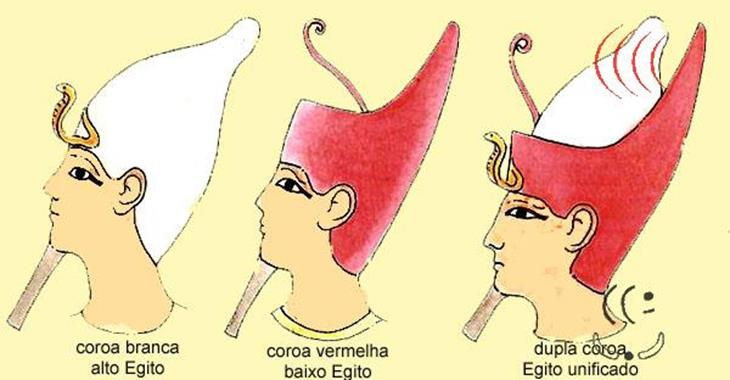 coroa branca
alto Egito
coroa vermelha
baixo Egito
dupla coroa
Egito unificado